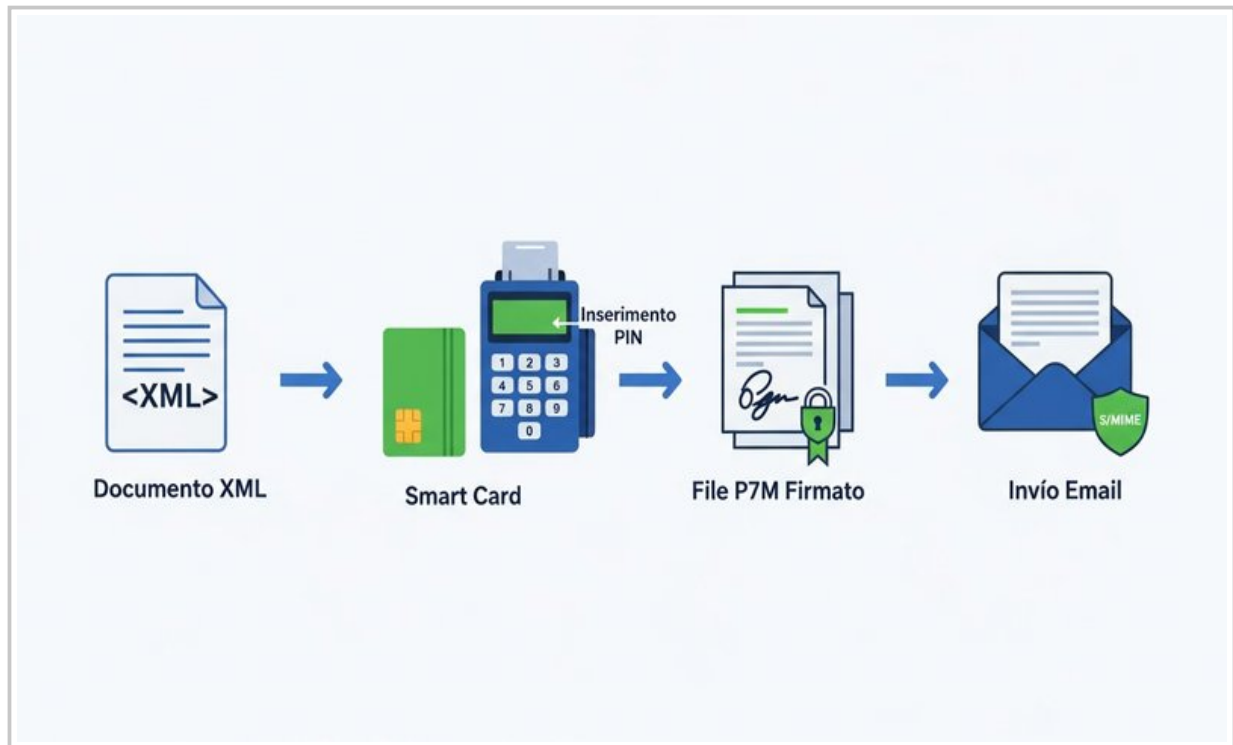 <XML>
Documento XML
Smart Card
Inserimento
PIN
1 2 3
4 5 6
7 8 9
0
File P7M Firmato
S/MIME
Invío Email